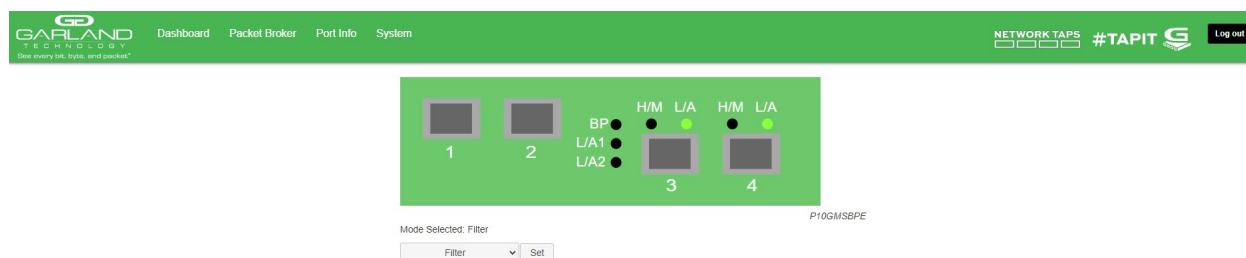 GARLAND
TECHNOLOGY
See every bit, byte, and packet®
Dashboard Packet Broker Port Info System
NETWORK TAPS #TAPIT Log out
H/M L/A H/M L/A
BP
L/A1
L/A2
1 2 3 4
P10GMSBPE
Mode Selected: Filter
Filter Set